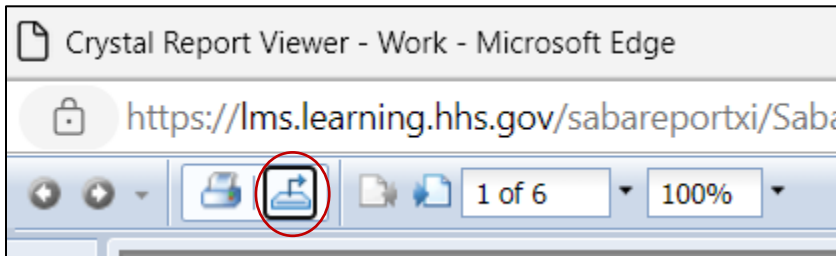 Crystal Report Viewer - Work - Microsoft Edge
https://lms.learning.hhs.gov/sabareportxi/Saba
1 of 6 100%